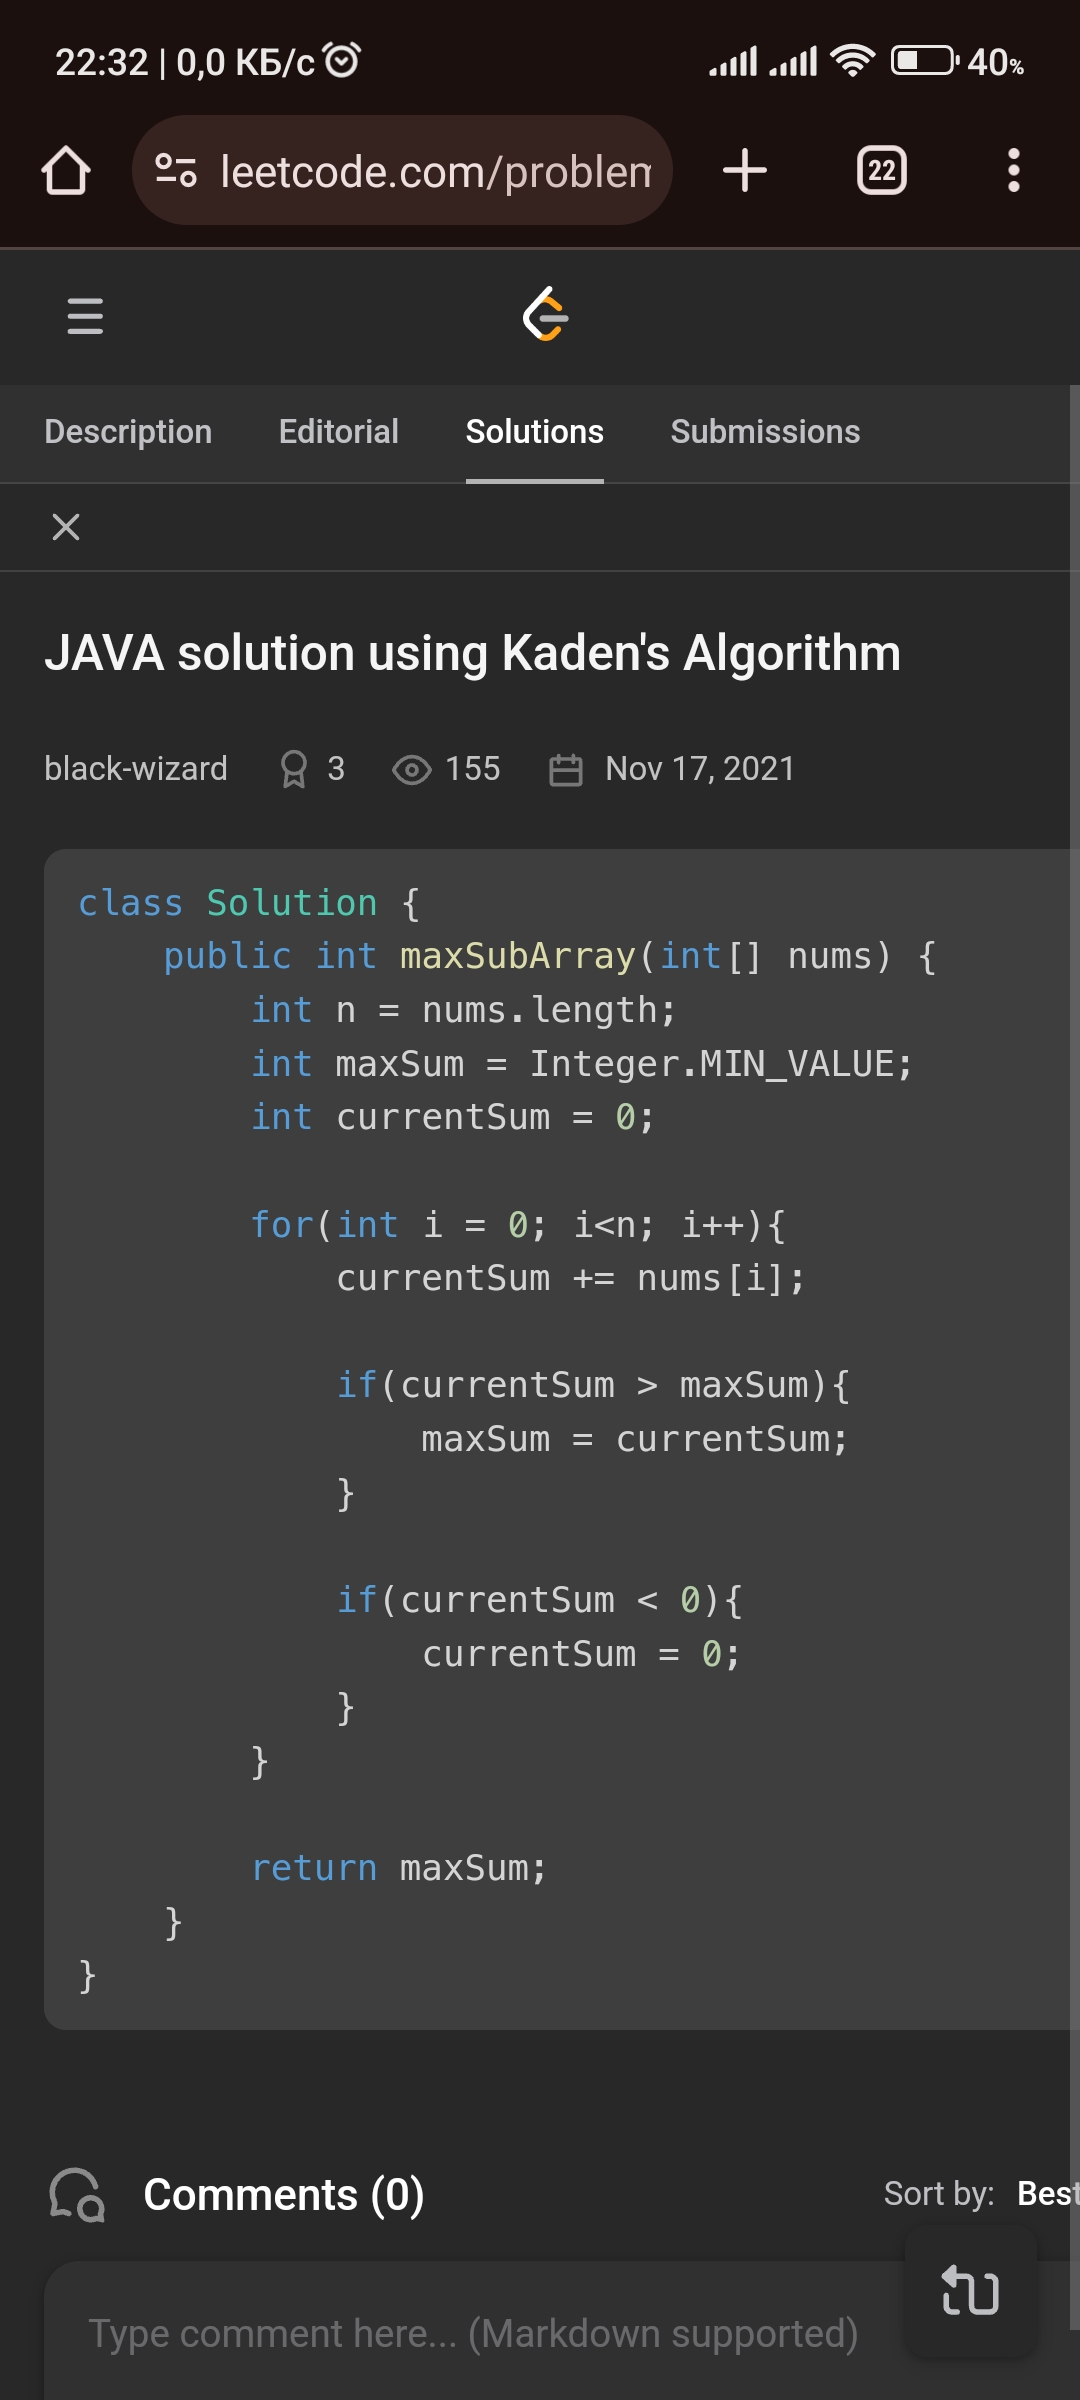 22:32 | 0,0 КБ/с 40%
leetcode.com/problem
22
Description Editorial Solutions Submissions
JAVA solution using Kaden's Algorithm
black-wizard 3 155 Nov 17, 2021
class Solution {
    public int maxSubArray(int[] nums) {
        int n = nums.length;
        int maxSum = Integer.MIN_VALUE;
        int currentSum = 0;
        for(int i = 0; i<n; i++){
            currentSum += nums[i];
            if(currentSum > maxSum){
                maxSum = currentSum;
            }
            if(currentSum < 0){
                currentSum = 0;
            }
        }
        return maxSum;
    }
}
Comments (0) Sort by: Best
Type comment here... (Markdown supported)